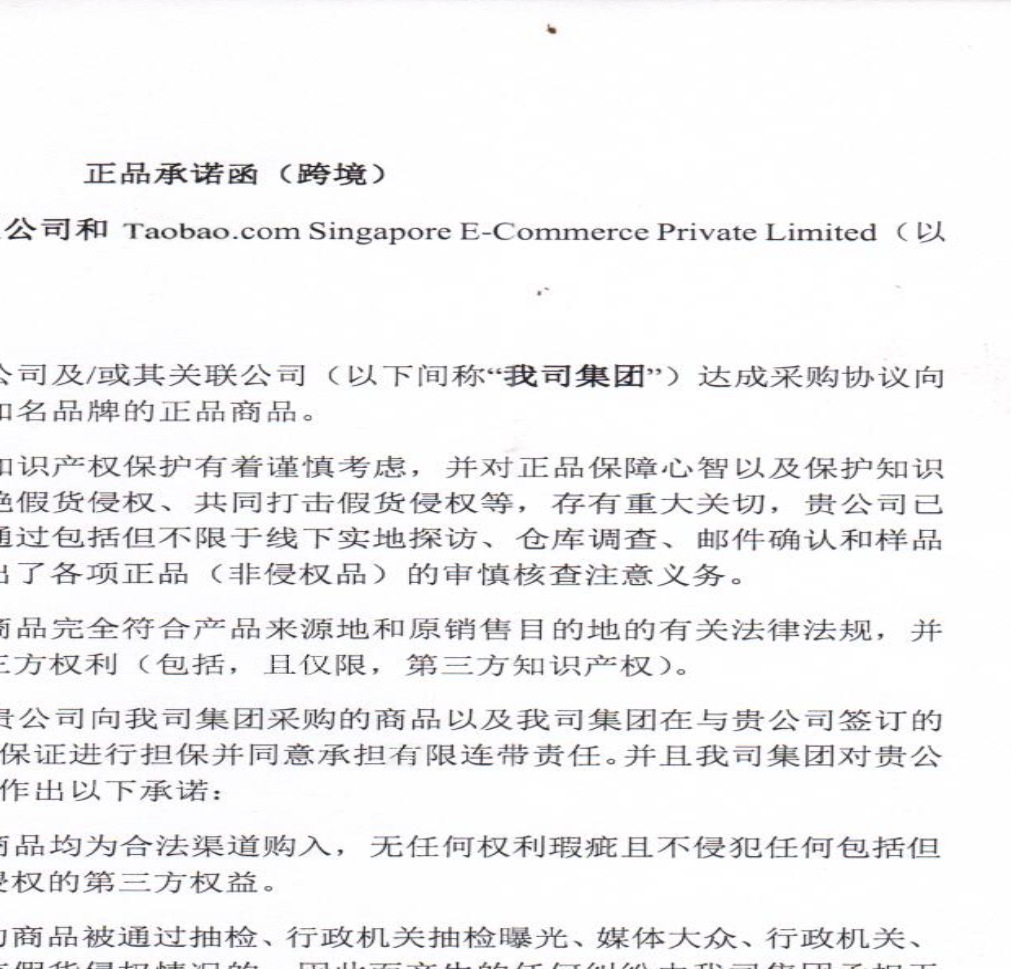 正品承诺函（跨境）
公司和 Taobao.com Singapore E-Commerce Private Limited（以
公司及/或其关联公司（以下间称“我司集团”）达成采购协议向
名品牌的正品商品。
识产权保护有着谨慎考虑，并对正品保障心智以及保护知识
假货侵权、共同打击假货侵权等，存有重大关切，贵公司已
通过包括但不限于线下实地探访、仓库调查、邮件确认和样品
出了各项正品（非侵权品）的审慎核查注意义务。
商品完全符合产品来源地和原销售目的地的有关法律法规，并
三方权利（包括，且仅限，第三方知识产权）。
贵公司向我司集团采购的商品以及我司集团在与贵公司签订的
保证进行担保并同意承担有限连带责任。并且我司集团对贵公
作出以下承诺：
商品均为合法渠道购入，无任何权利瑕疵且不侵犯任何包括但
权的第三方权益。
商品被通过抽检、行政机关抽检曝光、媒体大众、行政机关、